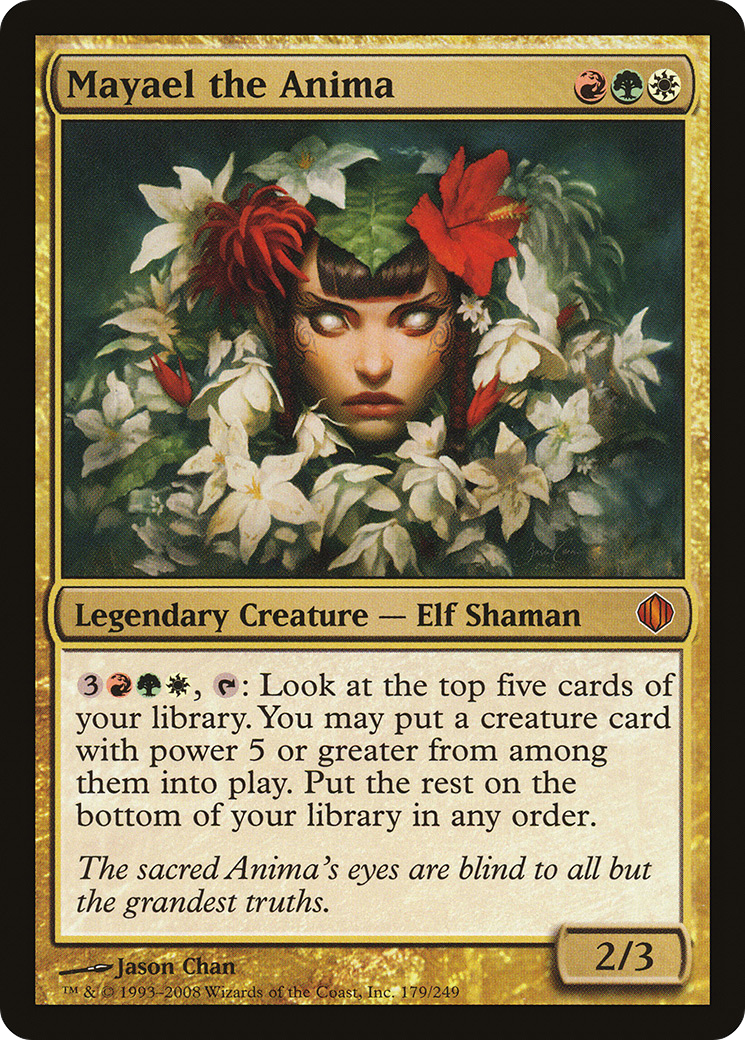 Mayael the Anima
Legendary Creature — Elf Shaman
3, : Look at the top five cards of
your library. You may put a creature card
with power 5 or greater from among
them into play. Put the rest on the
bottom of your library in any order.
The sacred Anima's eyes are blind to all but
the grandest truths.
2/3
Jason Chan
™ & © 1993–2008 Wizards of the Coast, Inc. 179/249